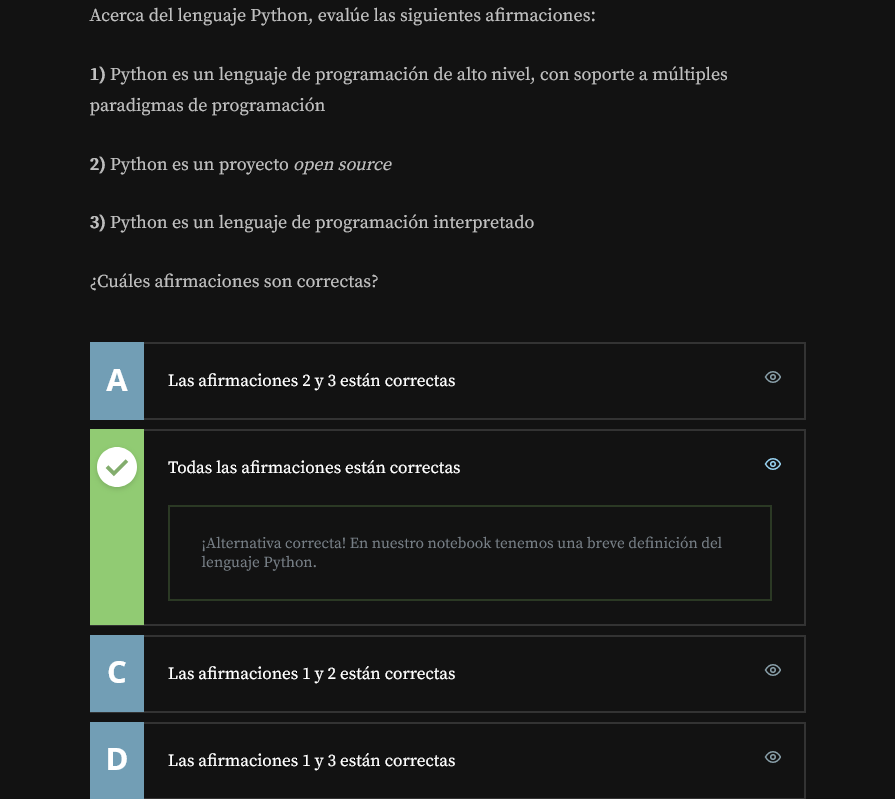 Acerca del lenguaje Python, evalúe las siguientes afirmaciones:
1) Python es un lenguaje de programación de alto nivel, con soporte a múltiples
paradigmas de programación
2) Python es un proyecto open source
3) Python es un lenguaje de programación interpretado
¿Cuáles afirmaciones son correctas?
A Las afirmaciones 2 y 3 están correctas
Todas las afirmaciones están correctas
¡Alternativa correcta! En nuestro notebook tenemos una breve definición del
lenguaje Python.
C Las afirmaciones 1 y 2 están correctas
D Las afirmaciones 1 y 3 están correctas